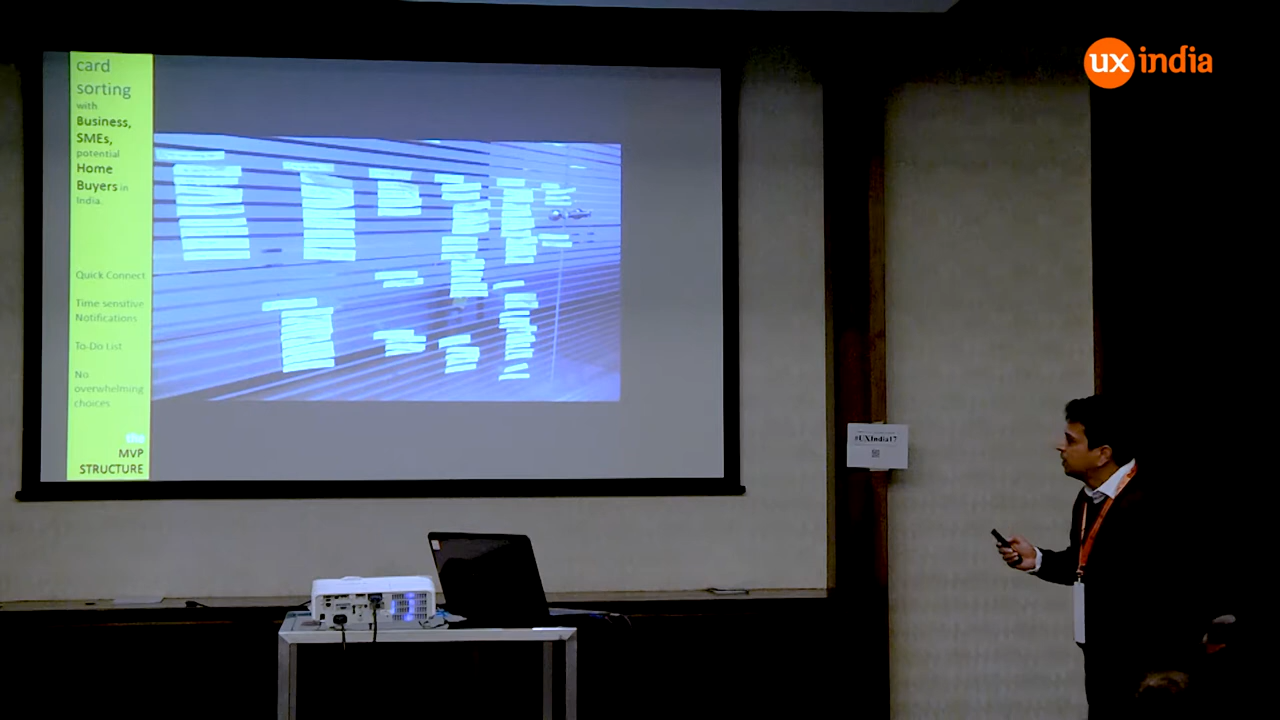 card
sorting
with
Business,
SMEs,
potential
Home
Buyers in
India.
Quick Connect
Time sensitive
Notifications
To-Do List
No
overwhelming
choices
the
MVP
STRUCTURE
ux india
#UXIndia17